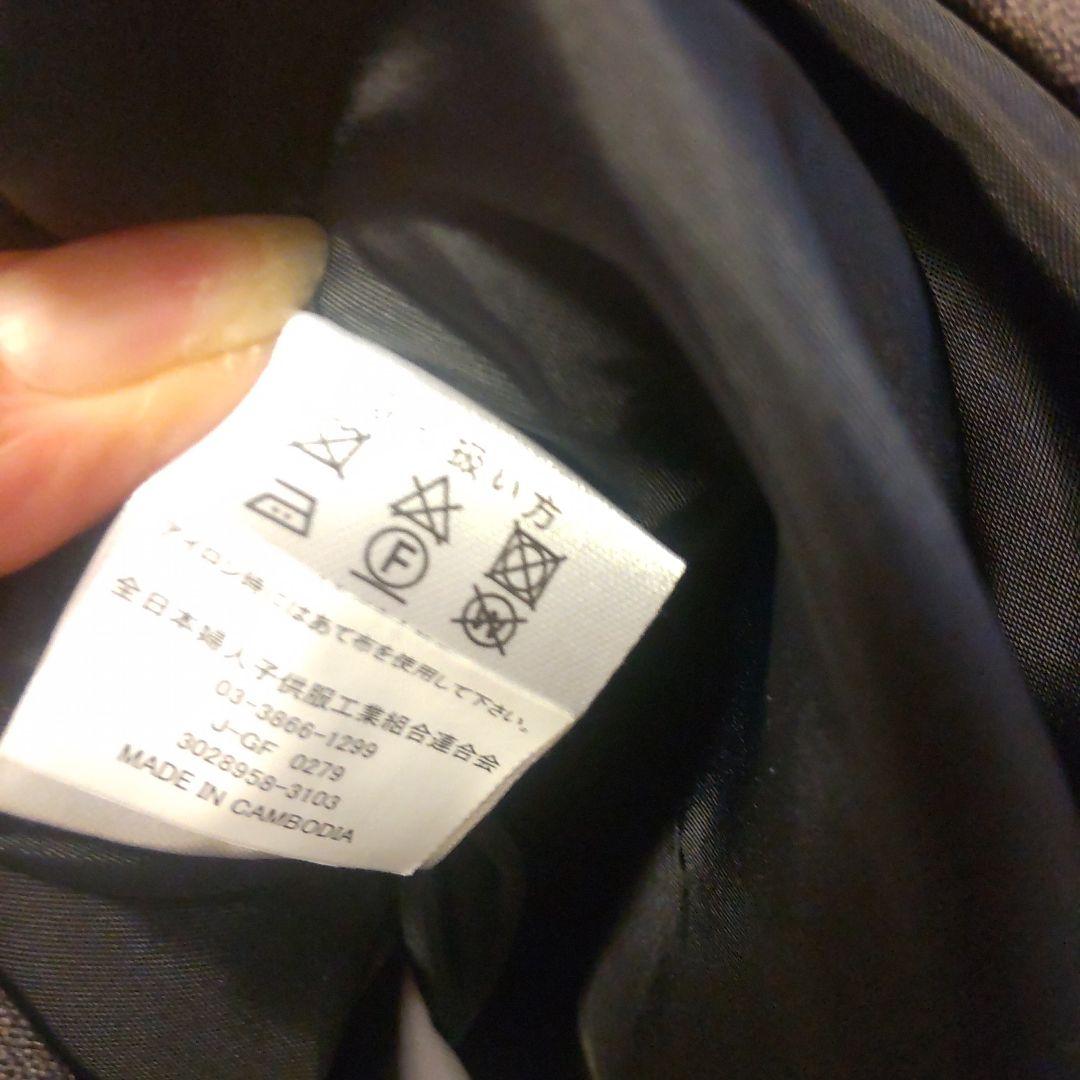 扱い方
F
W
アイロン時にはあて布を使用して下さい。
全日本婦人子供服工業組合連合会
03-3866-1299
J-GF 0279
3028958-3103
MADE IN CAMBODIA